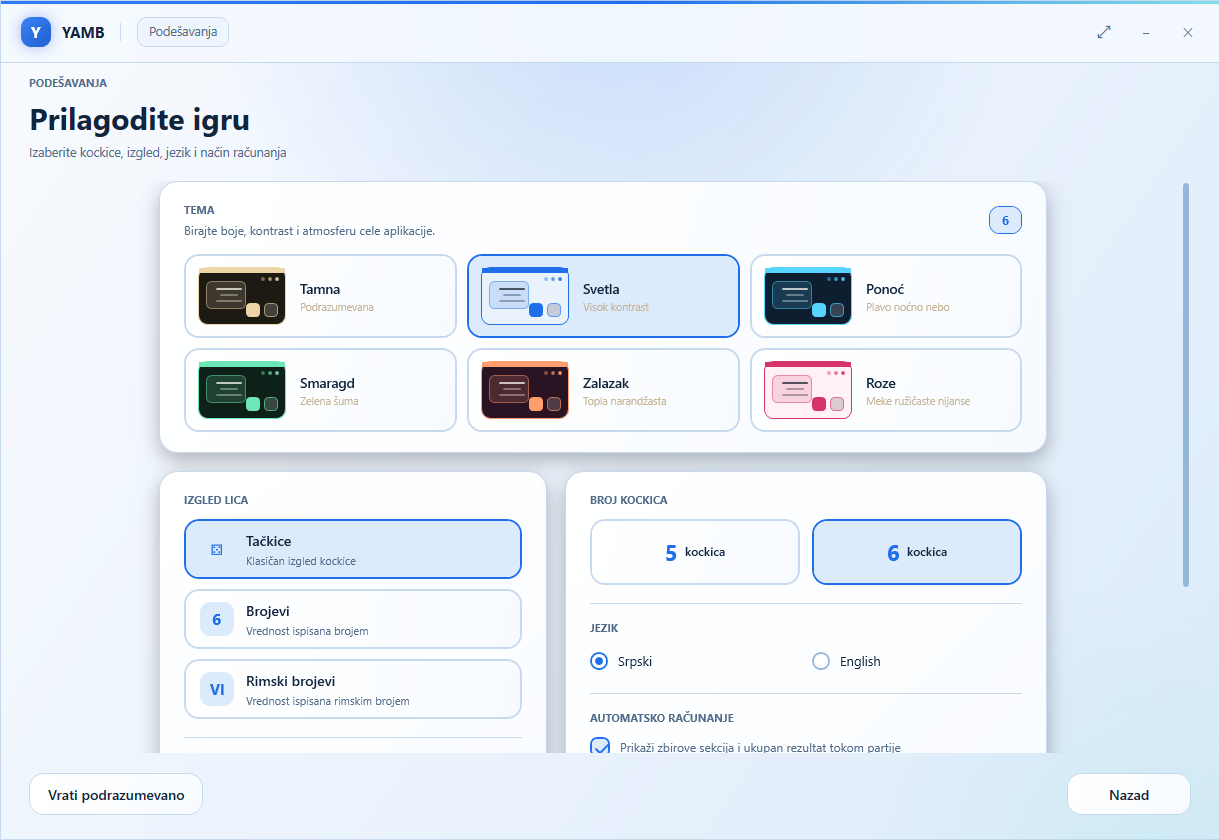 Y YAMB Podešavanja
PODEŠAVANJA
Prilagodite igru
Izaberite kockice, izgled, jezik i način računanja
TEMA
Birajte boje, kontrast i atmosferu cele aplikacije.
6
Tamna
Podrazumevana
Svetla
Visok kontrast
Ponoć
Plavo noćno nebo
Smaragd
Zelena šuma
Zalazak
Topla narandžasta
Roze
Meke ružičaste nijanse
IZGLED LICA
Tačkice
Klasičan izgled kockice
6 Brojevi
Vrednost ispisana brojem
VI Rimski brojevi
Vrednost ispisana rimskim brojem
BROJ KOCKICA
5 kockica
6 kockica
JEZIK
Srpski
English
AUTOMATSKO RAČUNANJE
Prikaži zbirove sekcija i ukupan rezultat tokom partije
Vrati podrazumevano
Nazad